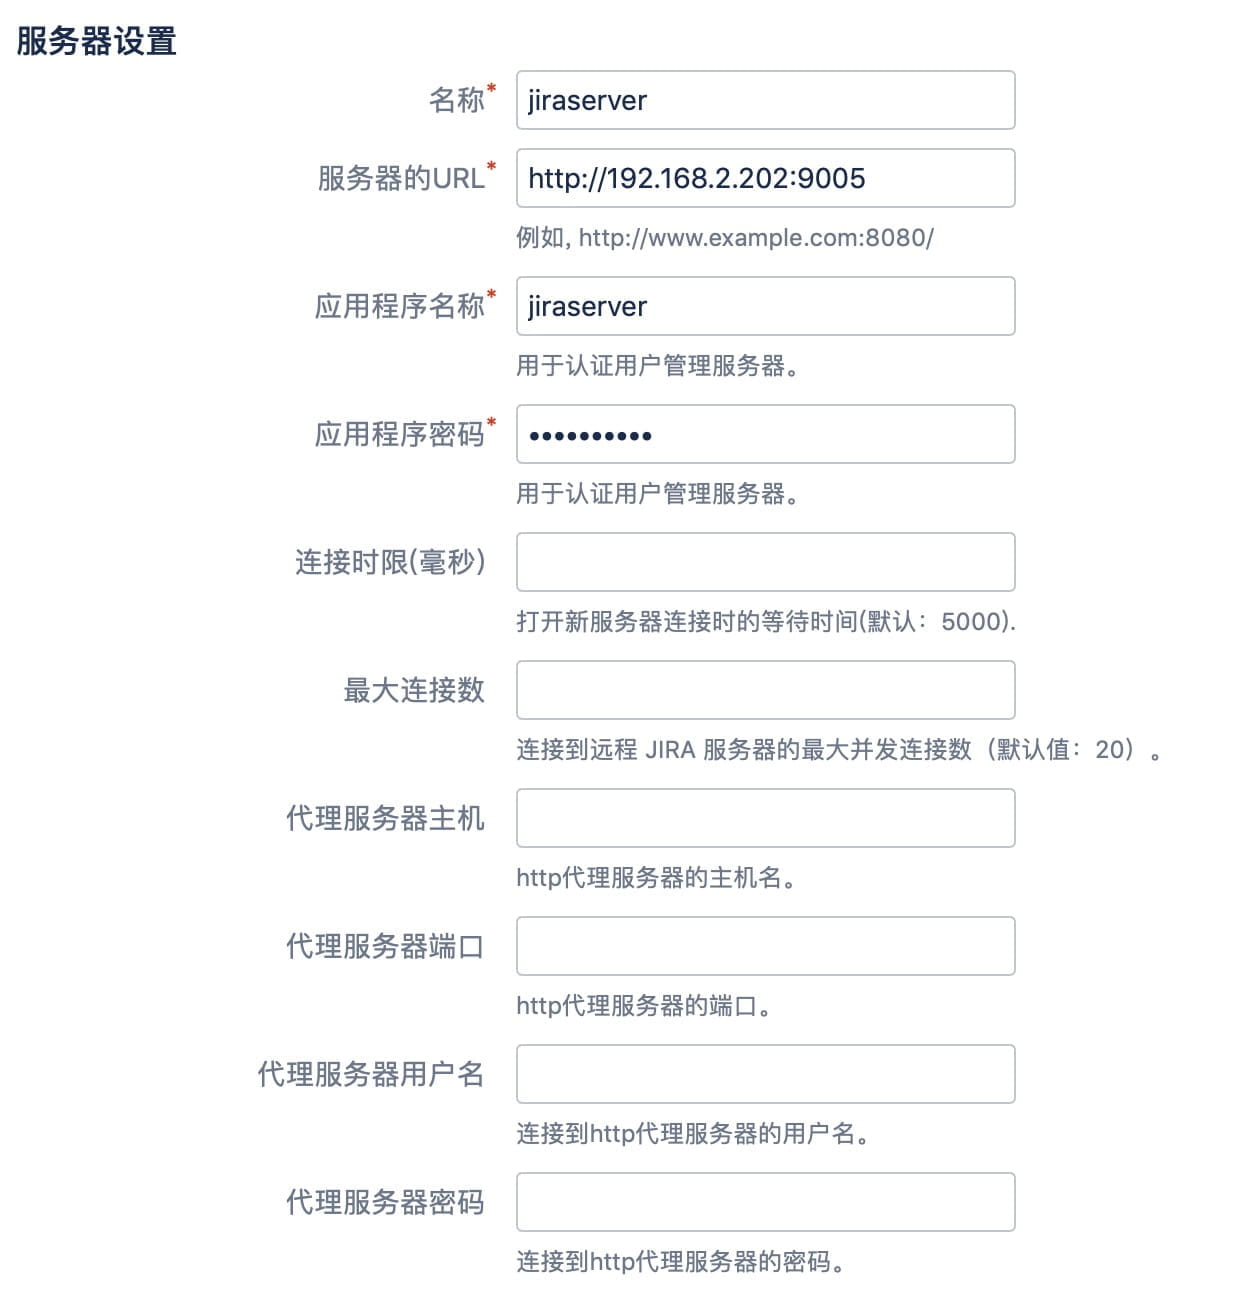 服务器设置
名称*
jiraserver
服务器的URL*
http://192.168.2.202:9005
例如, http://www.example.com:8080/
应用程序名称*
jiraserver
用于认证用户管理服务器。
应用程序密码*
••••••••••
用于认证用户管理服务器。
连接时限(毫秒)
打开新服务器连接时的等待时间(默认：5000).
最大连接数
连接到远程 JIRA 服务器的最大并发连接数（默认值：20）。
代理服务器主机
http代理服务器的主机名。
代理服务器端口
http代理服务器的端口。
代理服务器用户名
连接到http代理服务器的用户名。
代理服务器密码
连接到http代理服务器的密码。